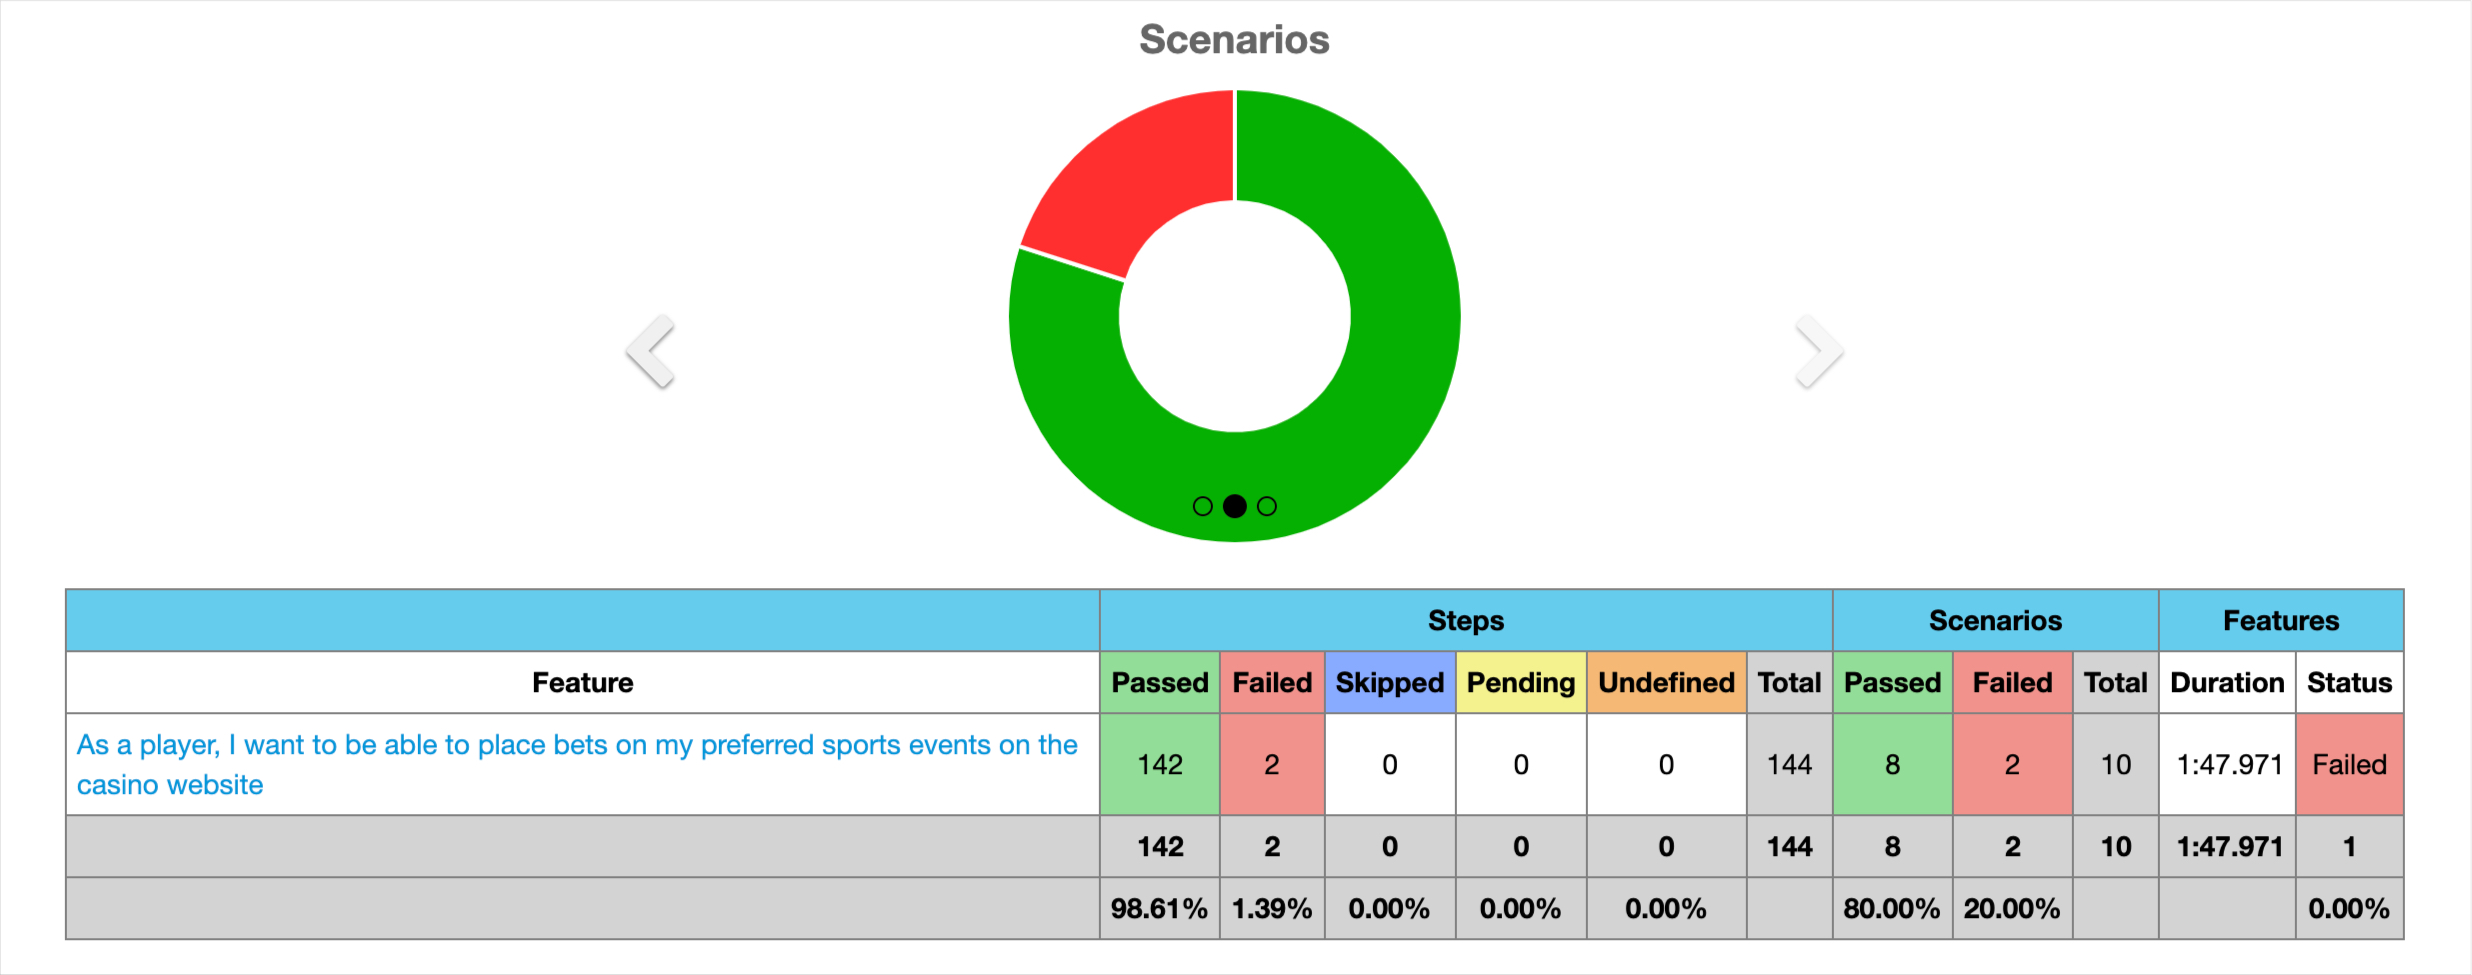 Scenarios
Steps Scenarios Features
Feature Passed Failed Skipped Pending Undefined Total Passed Failed Total Duration Status
As a player, I want to be able to place bets on my preferred sports events on the
casino website
142 2 0 0 0 144 8 2 10 1:47.971 Failed
142 2 0 0 0 144 8 2 10 1:47.971 1
98.61% 1.39% 0.00% 0.00% 0.00% 80.00% 20.00% 0.00%